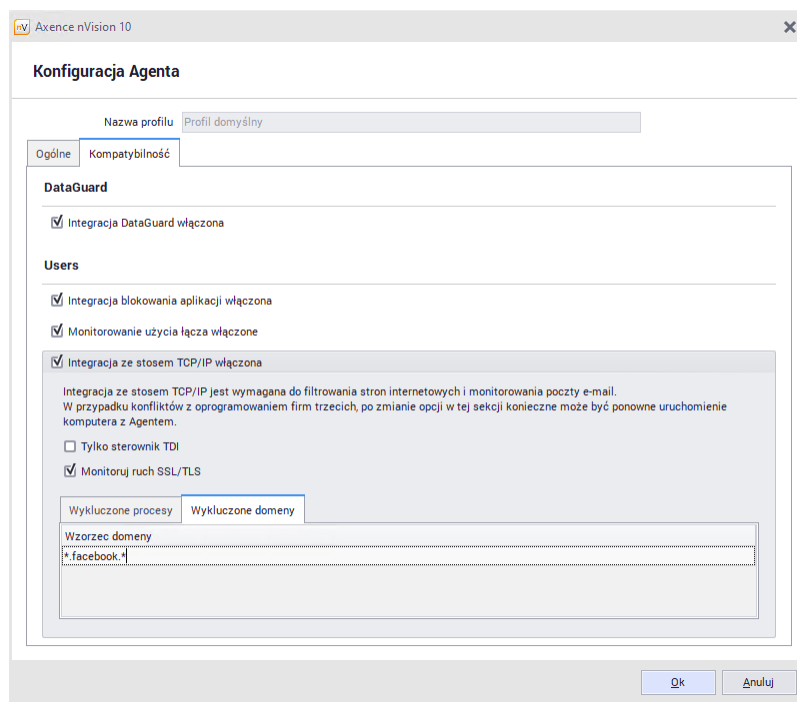 nV Axence nVision 10
Konfiguracja Agenta
Nazwa profilu Profil domyślny
Ogólne Kompatybilność
DataGuard
Integracja DataGuard włączona
Users
Integracja blokowania aplikacji włączona
Monitorowanie użycia łącza włączone
Integracja ze stosem TCP/IP włączona
Integracja ze stosem TCP/IP jest wymagana do filtrowania stron internetowych i monitorowania poczty e-mail.
W przypadku konfliktów z oprogramowaniem firm trzecich, po zmianie opcji w tej sekcji konieczne może być ponowne uruchomienie
komputera z Agentem.
Tylko sterownik TDI
Monitoruj ruch SSL/TLS
Wykluczone procesy Wykluczone domeny
Wzorzec domeny
*.facebook.*
Ok Anuluj